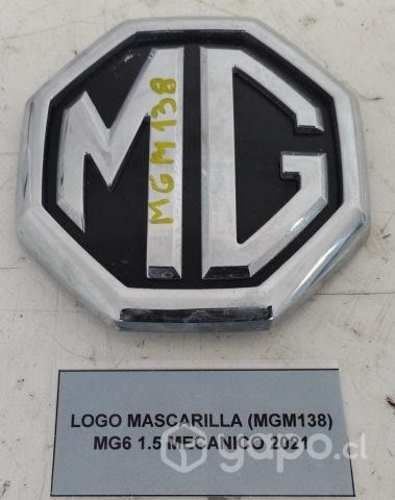 MG
MGM138
LOGO MASCARILLA (MGM138)
MG6 1.5 MECANICO 2021
yapo.cl